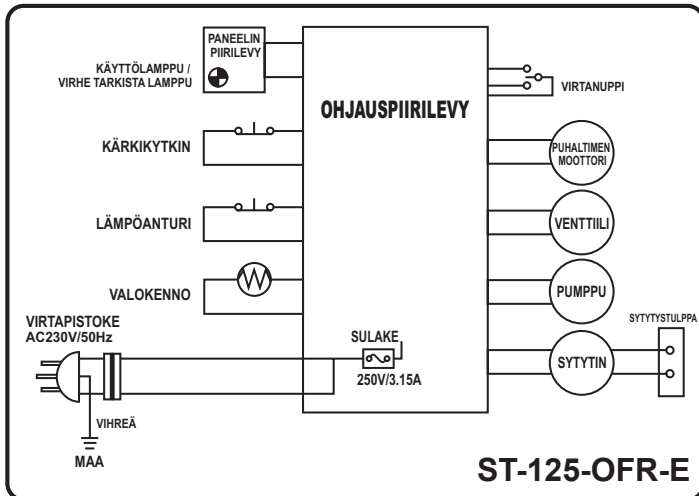 PANEELIN
PIIRILEVY
KÄYTTÖLAMPPU /
VIRHE TARKISTA LAMPPU
OHJAUSPIIRILEVY
VIRTANUPPI
KÄRKIKYTKIN
PUHALTIMEN
MOOTTORI
LÄMPÖANTURI
VENTTIILI
VALOKENNO
PUMPPU
VIRTAPISTOKE
AC230V/50Hz
SULAKE
250V/3.15A
SYTYTYSTULPPA
SYTYTIN
VIHREÄ
MAA
ST-125-OFR-E